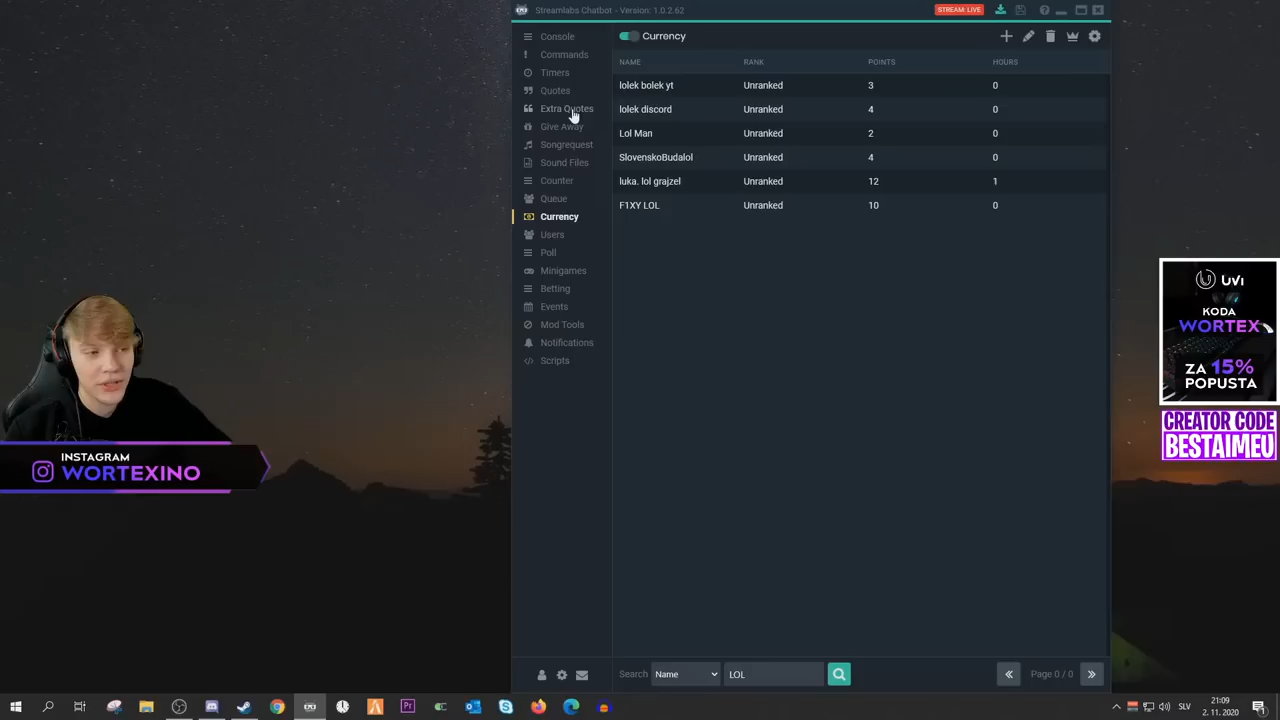 Streamlabs Chatbot - Version: 1.0.2.62
STREAM: LIVE
Console
Commands
Timers
Quotes
Extra Quotes
Give Away
Songrequest
Sound Files
Counter
Queue
Currency
Users
Poll
Minigames
Betting
Events
Mod Tools
Notifications
Scripts
Currency
NAME RANK POINTS HOURS
lolek bolek yt Unranked 3 0
lolek discord Unranked 4 0
Lol Man Unranked 2 0
SlovenskoBudalol Unranked 4 0
luka. lol grajzel Unranked 12 1
F1XY LOL Unranked 10 0
Search Name LOL Page 0 / 0
INSTAGRAM
WORTEXINO
UVI
KODA
WORTEX
ZA 15%
POPUSTA
CREATOR CODE
BESTAIMEU
SLV
21:09
2. 11. 2020